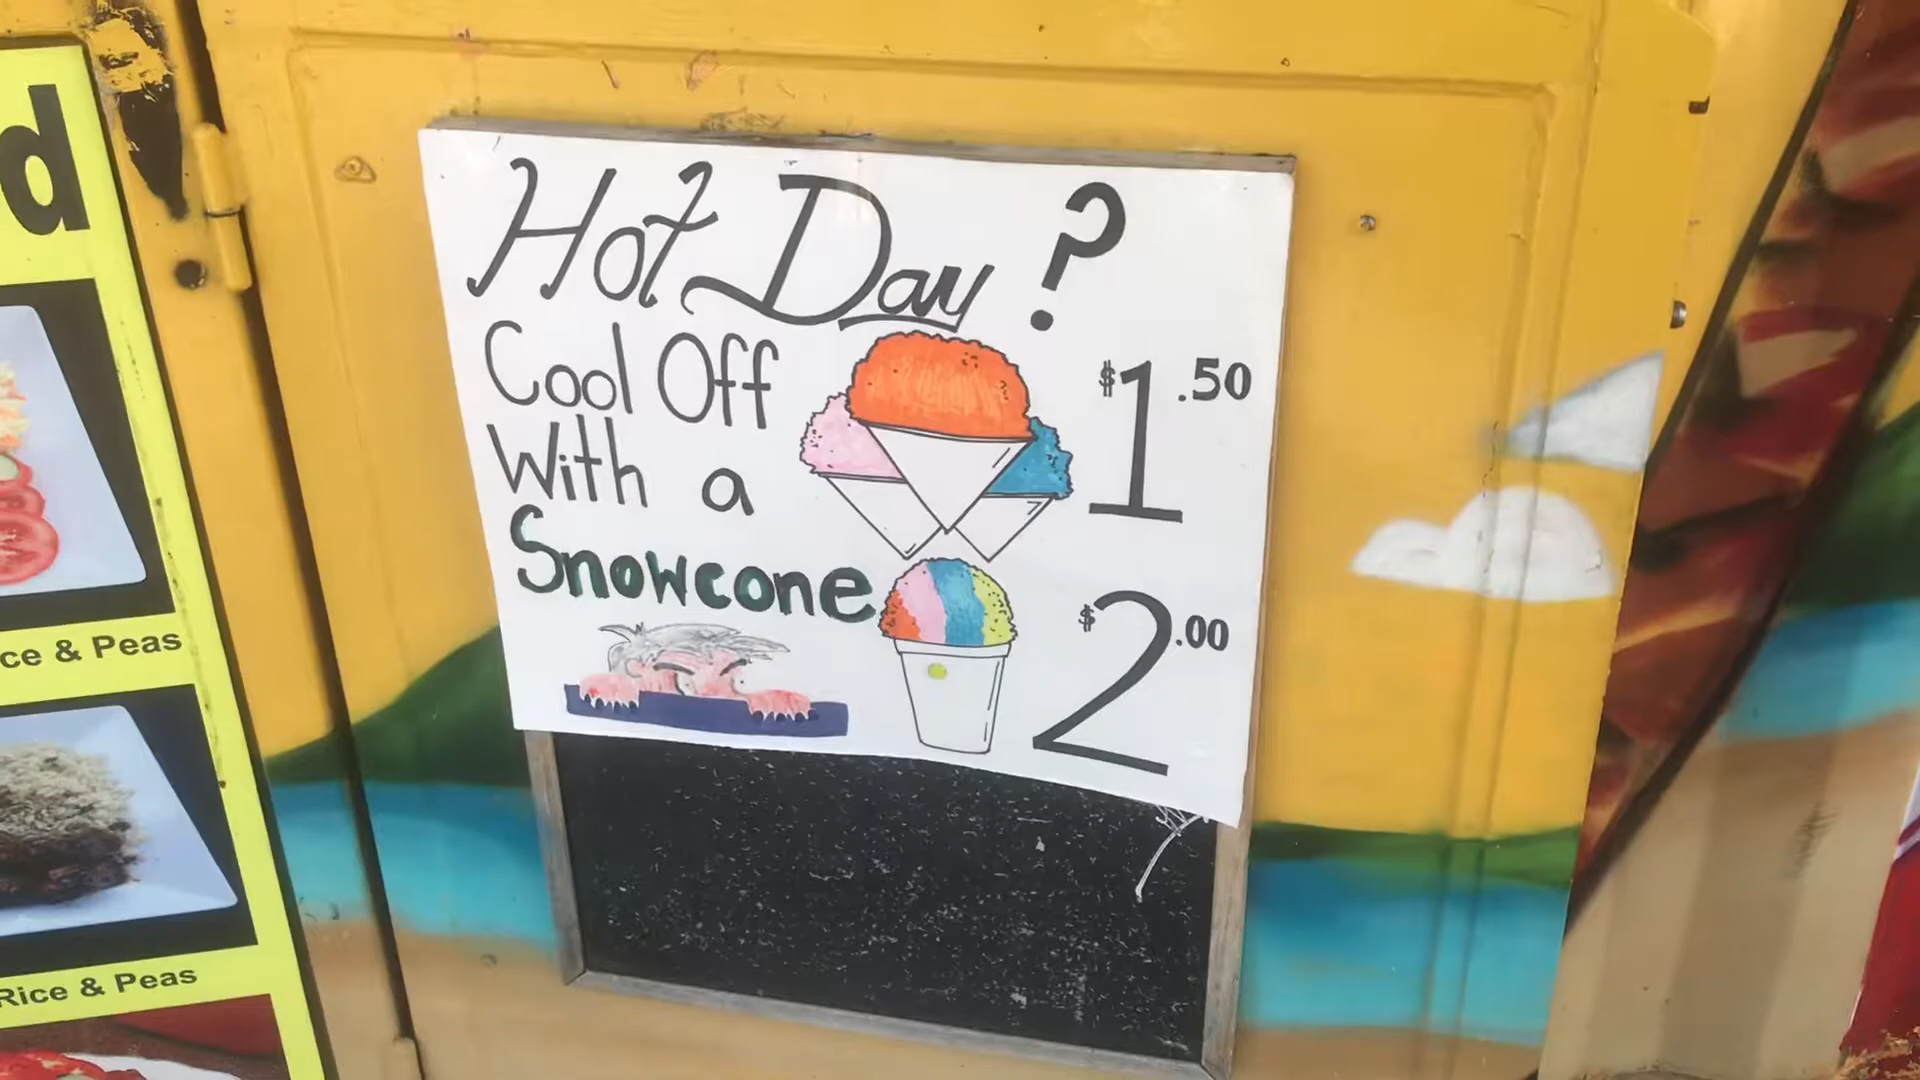 d
ce & Peas
Rice & Peas
Hot Day ?
Cool Off
With a
Snowcone
$1.50
$2.00